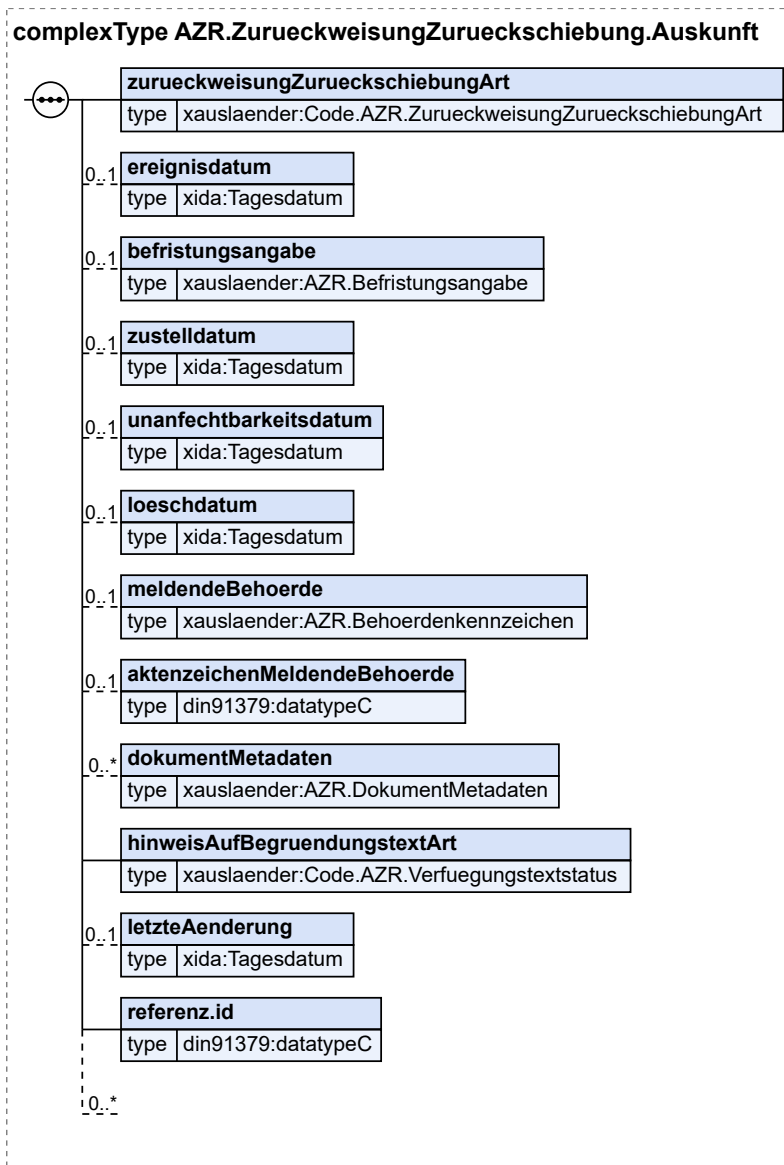 complexType AZR.ZurueckweisungZurueckschiebung.Auskunft
zurueckweisungZurueckschiebungArt
type xauslaender:Code.AZR.ZurueckweisungZurueckschiebungArt
0..1 ereignisdatum
type xida:Tagesdatum
0..1 befristungsangabe
type xauslaender:AZR.Befristungsangabe
0..1 zustelldatum
type xida:Tagesdatum
0..1 unanfechtbarkeitsdatum
type xida:Tagesdatum
0..1 loeschdatum
type xida:Tagesdatum
0..1 meldendeBehoerde
type xauslaender:AZR.Behoerdenkennzeichen
0..1 aktenzeichenMeldendeBehoerde
type din91379:datatypeC
0..* dokumentMetadaten
type xauslaender:AZR.DokumentMetadaten
hinweisAufBegruendungstextArt
type xauslaender:Code.AZR.Verfuegungstextstatus
0..1 letzteAenderung
type xida:Tagesdatum
referenz.id
type din91379:datatypeC
0..*